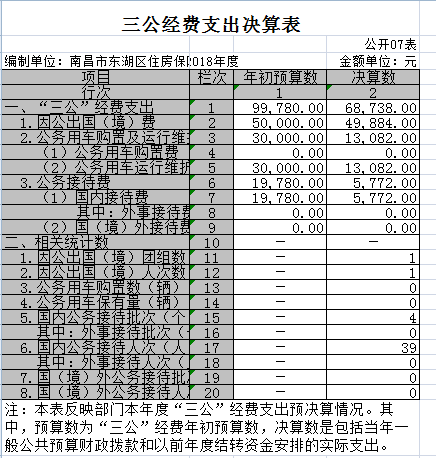 三公经费支出决算表
公开07表
编制单位：南昌市东湖区住房保2018年度 金额单位：元
项目 栏次 年初预算数 决算数
行次 1 2
一、“三公”经费支出 1 99,780.00 68,738.00
1.因公出国（境）费 2 50,000.00 49,884.00
2.公务用车购置及运行维护 3 30,000.00 13,082.00
（1）公务用车购置费 4 0.00 0.00
（2）公务用车运行维护 5 30,000.00 13,082.00
3.公务接待费 6 19,780.00 5,772.00
（1）国内接待费 7 19,780.00 5,772.00
其中：外事接待费 8 0.00 0.00
（2）国（境）外接待费 9 0.00 0.00
二、相关统计数 10 — —
1.因公出国（境）团组数 11 — 1
2.因公出国（境）人次数 12 — 1
3.公务用车购置数（辆） 13 — 0
4.公务用车保有量（辆） 14 — 0
5.国内公务接待批次（个 15 — 4
其中：外事接待批次（ 16 — 0
6.国内公务接待人次（人 17 — 39
其中：外事接待人次（ 18 — 0
7.国（境）外公务接待批 19 — 0
8.国（境）外公务接待人 20 — 0
注：本表反映部门本年度“三公”经费支出预决算情况。其
中，预算数为“三公”经费年初预算数，决算数是包括当年一
般公共预算财政拨款和以前年度结转资金安排的实际支出。